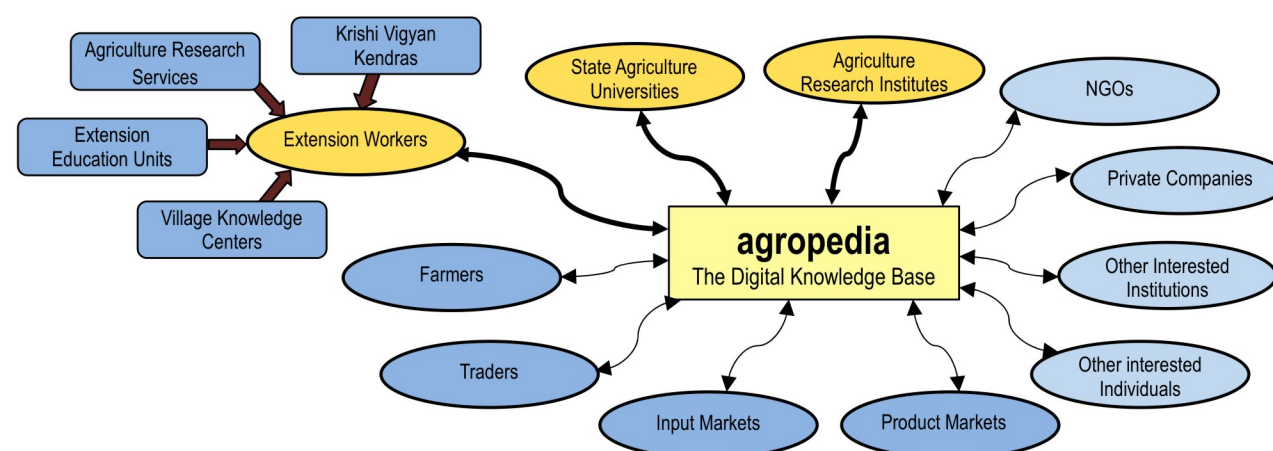 Agriculture Research
Services
Krishi Vigyan
Kendras
Extension
Education Units
Village Knowledge
Centers
Extension Workers
State Agriculture
Universities
Agriculture
Research Institutes
NGOs
Private Companies
Other Interested
Institutions
Other interested
Individuals
agropedia
The Digital Knowledge Base
Farmers
Traders
Input Markets
Product Markets